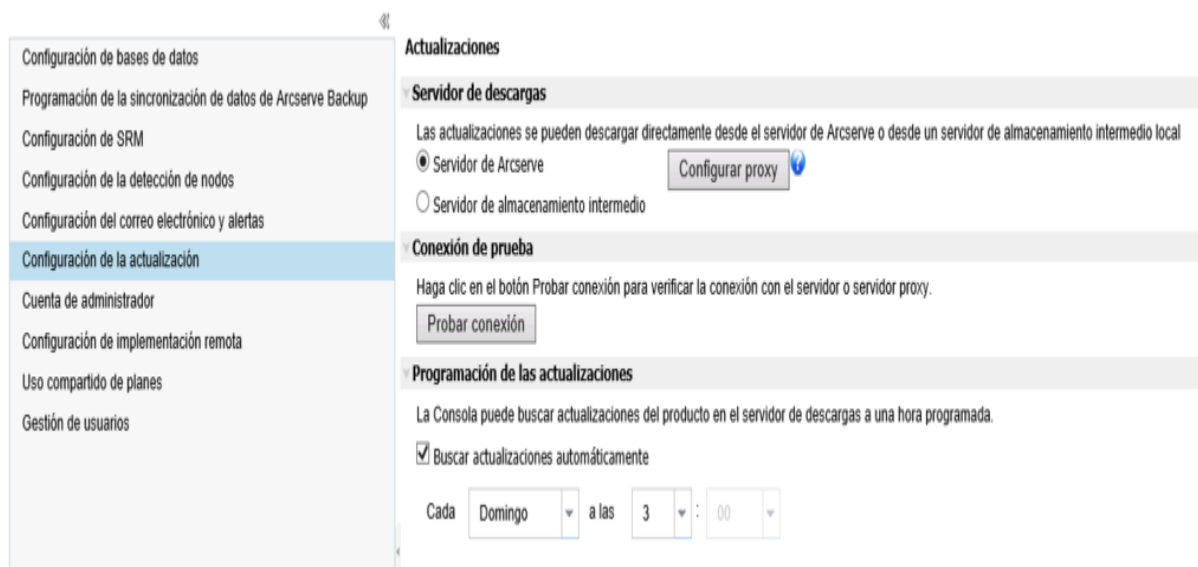 Configuración de bases de datos
Programación de la sincronización de datos de Arcserve Backup
Configuración de SRM
Configuración de la detección de nodos
Configuración del correo electrónico y alertas
Configuración de la actualización
Cuenta de administrador
Configuración de implementación remota
Uso compartido de planes
Gestión de usuarios
Actualizaciones
Servidor de descargas
Las actualizaciones se pueden descargar directamente desde el servidor de Arcserve o desde un servidor de almacenamiento intermedio local
Servidor de Arcserve Configurar proxy ?
Servidor de almacenamiento intermedio
Conexión de prueba
Haga clic en el botón Probar conexión para verificar la conexión con el servidor o servidor proxy.
Probar conexión
Programación de las actualizaciones
La Consola puede buscar actualizaciones del producto en el servidor de descargas a una hora programada.
Buscar actualizaciones automáticamente
Cada Domingo a las 3 : 00